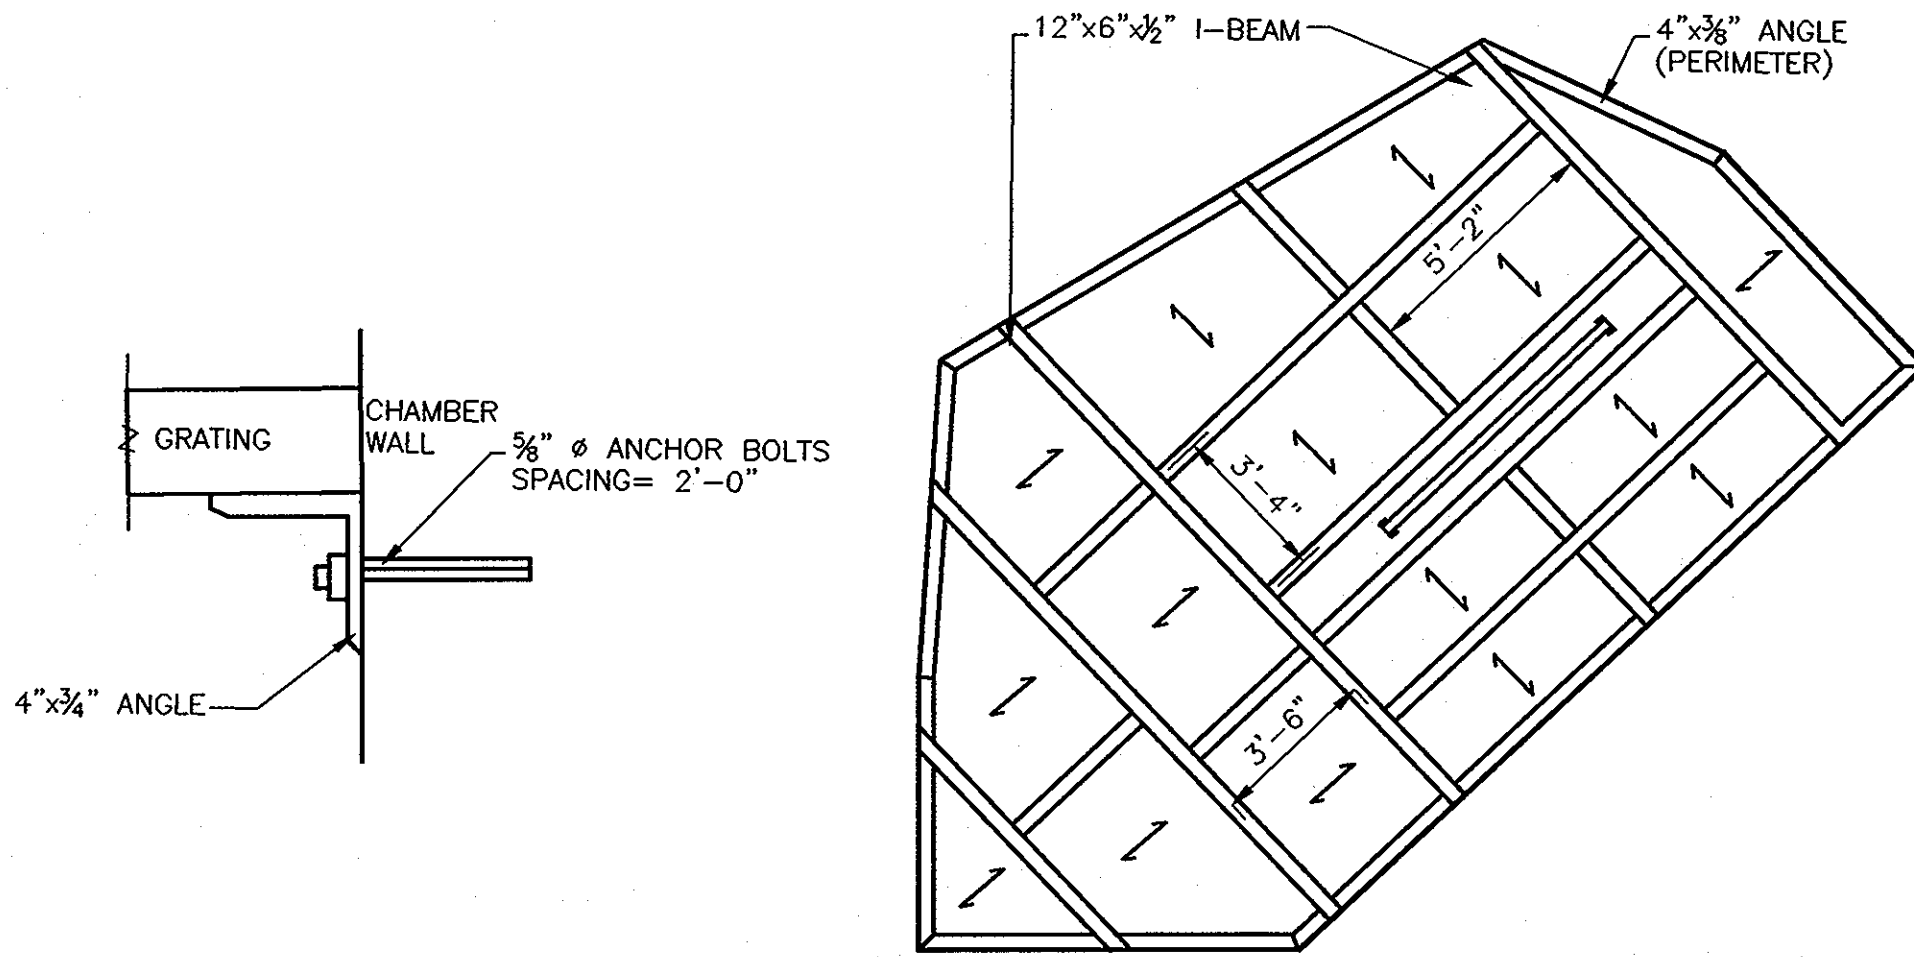 12"x6"x½" I-BEAM
4"x⅜" ANGLE
(PERIMETER)
5'-2"
3'-4"
3'-6"
CHAMBER
WALL
GRATING
⅝" ø ANCHOR BOLTS
SPACING= 2'-0"
4"x¾" ANGLE